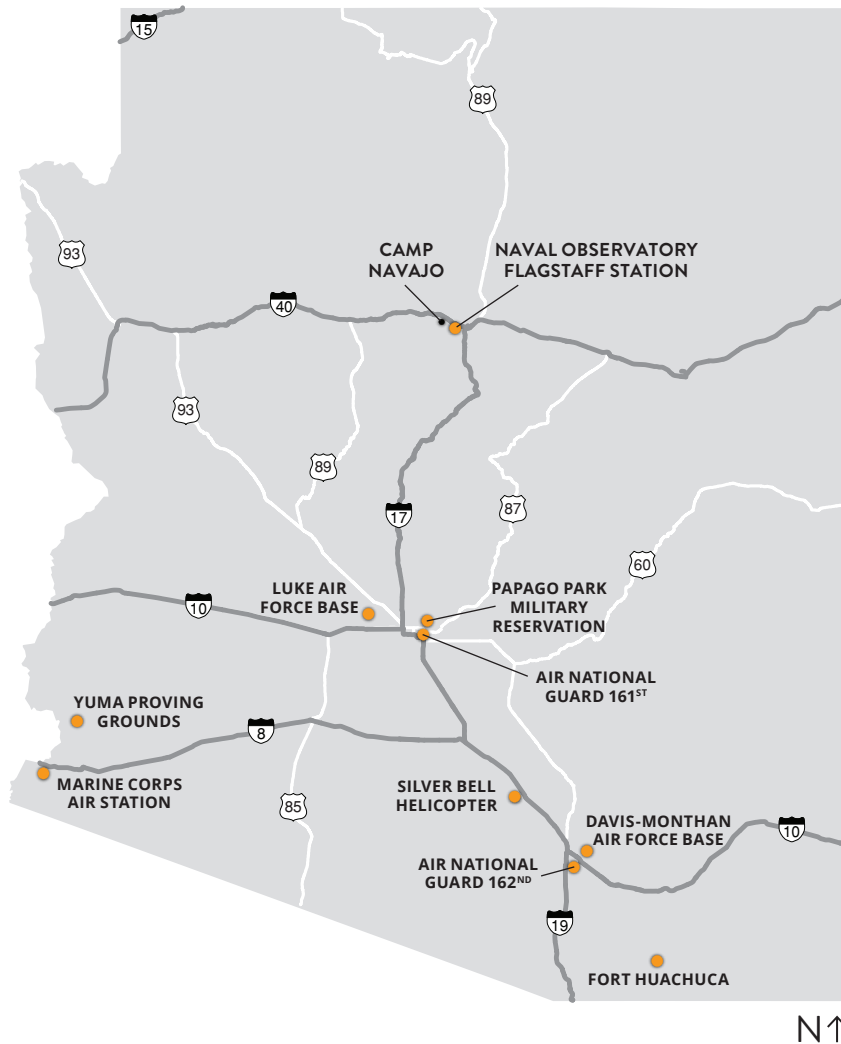 15
89
93
CAMP
NAVAJO
NAVAL OBSERVATORY
FLAGSTAFF STATION
40
93
89
17
87
60
10
LUKE AIR
FORCE BASE
PAPAGO PARK
MILITARY
RESERVATION
AIR NATIONAL
GUARD 161ST
YUMA PROVING
GROUNDS
8
MARINE CORPS
AIR STATION
85
SILVER BELL
HELICOPTER
DAVIS-MONTHAN
AIR FORCE BASE
10
AIR NATIONAL
GUARD 162ND
19
FORT HUACHUCA
N↑